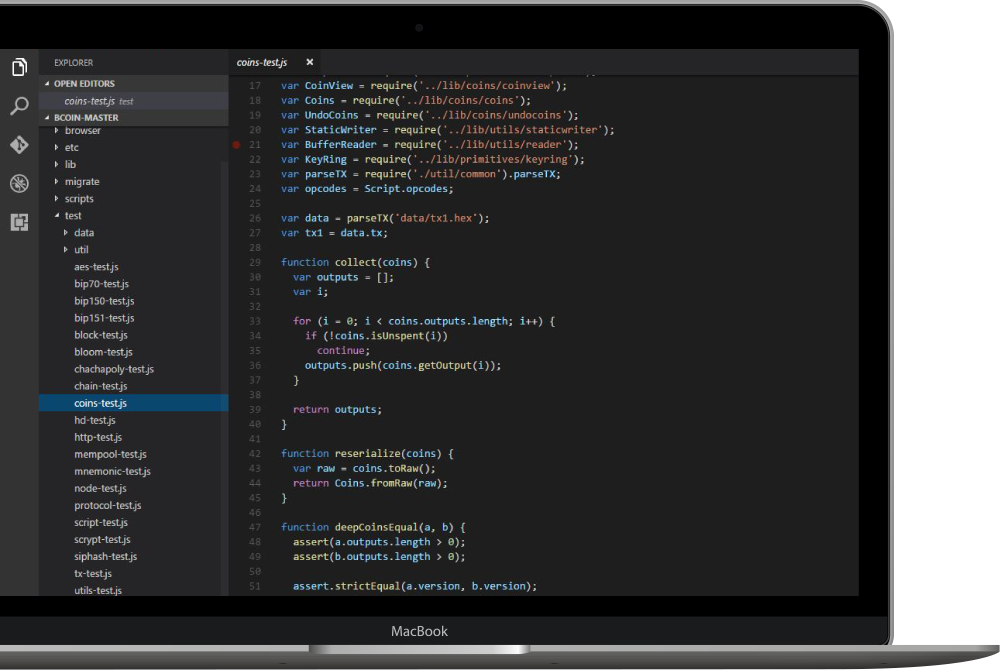 EXPLORER
OPEN EDITORS
coins-test.js test
BCOIN-MASTER
browser
etc
lib
migrate
scripts
test
data
util
aes-test.js
bip70-test.js
bip150-test.js
bip151-test.js
block-test.js
bloom-test.js
chachapoly-test.js
chain-test.js
coins-test.js
hd-test.js
http-test.js
mempool-test.js
mnemonic-test.js
node-test.js
protocol-test.js
script-test.js
scrypt-test.js
siphash-test.js
tx-test.js
utils-test.js
coins-test.js ×
17 var CoinView = require('../lib/coins/coinview');
18 var Coins = require('../lib/coins/coins');
19 var UndoCoins = require('../lib/coins/undocoins');
20 var StaticWriter = require('../lib/utils/staticwriter');
21 var BufferReader = require('../lib/utils/reader');
22 var KeyRing = require('../lib/primitives/keyring');
23 var parseTX = require('./util/common').parseTX;
24 var opcodes = Script.opcodes;
25
26 var data = parseTX('data/tx1.hex');
27 var tx1 = data.tx;
28
29 function collect(coins) {
30 var outputs = [];
31 var i;
32
33 for (i = 0; i < coins.outputs.length; i++) {
34 if (!coins.isUnspent(i))
35 continue;
36 outputs.push(coins.getOutput(i));
37 }
38
39 return outputs;
40 }
41
42 function reserialize(coins) {
43 var raw = coins.toRaw();
44 return Coins.fromRaw(raw);
45 }
46
47 function deepCoinsEqual(a, b) {
48 assert(a.outputs.length > 0);
49 assert(b.outputs.length > 0);
50
51 assert.strictEqual(a.version, b.version);
MacBook